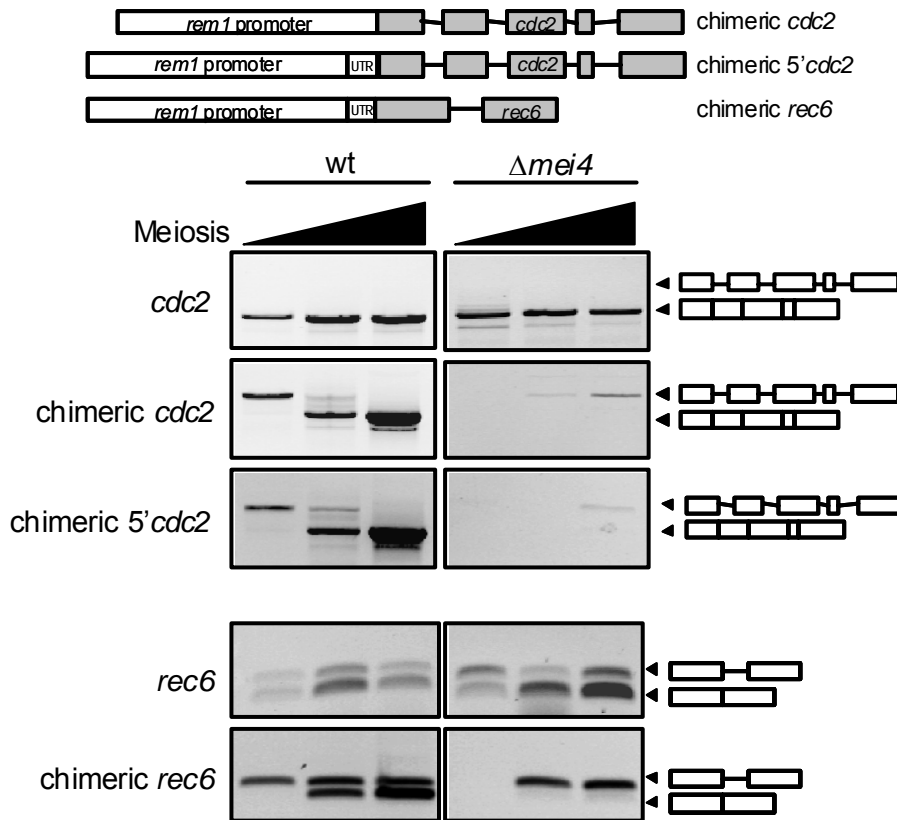 rem1 promoter cdc2 chimeric cdc2
rem1 promoter UTR cdc2 chimeric 5'cdc2
rem1 promoter UTR rec6 chimeric rec6
wt Δmei4
Meiosis
cdc2
chimeric cdc2
chimeric 5'cdc2
rec6
chimeric rec6